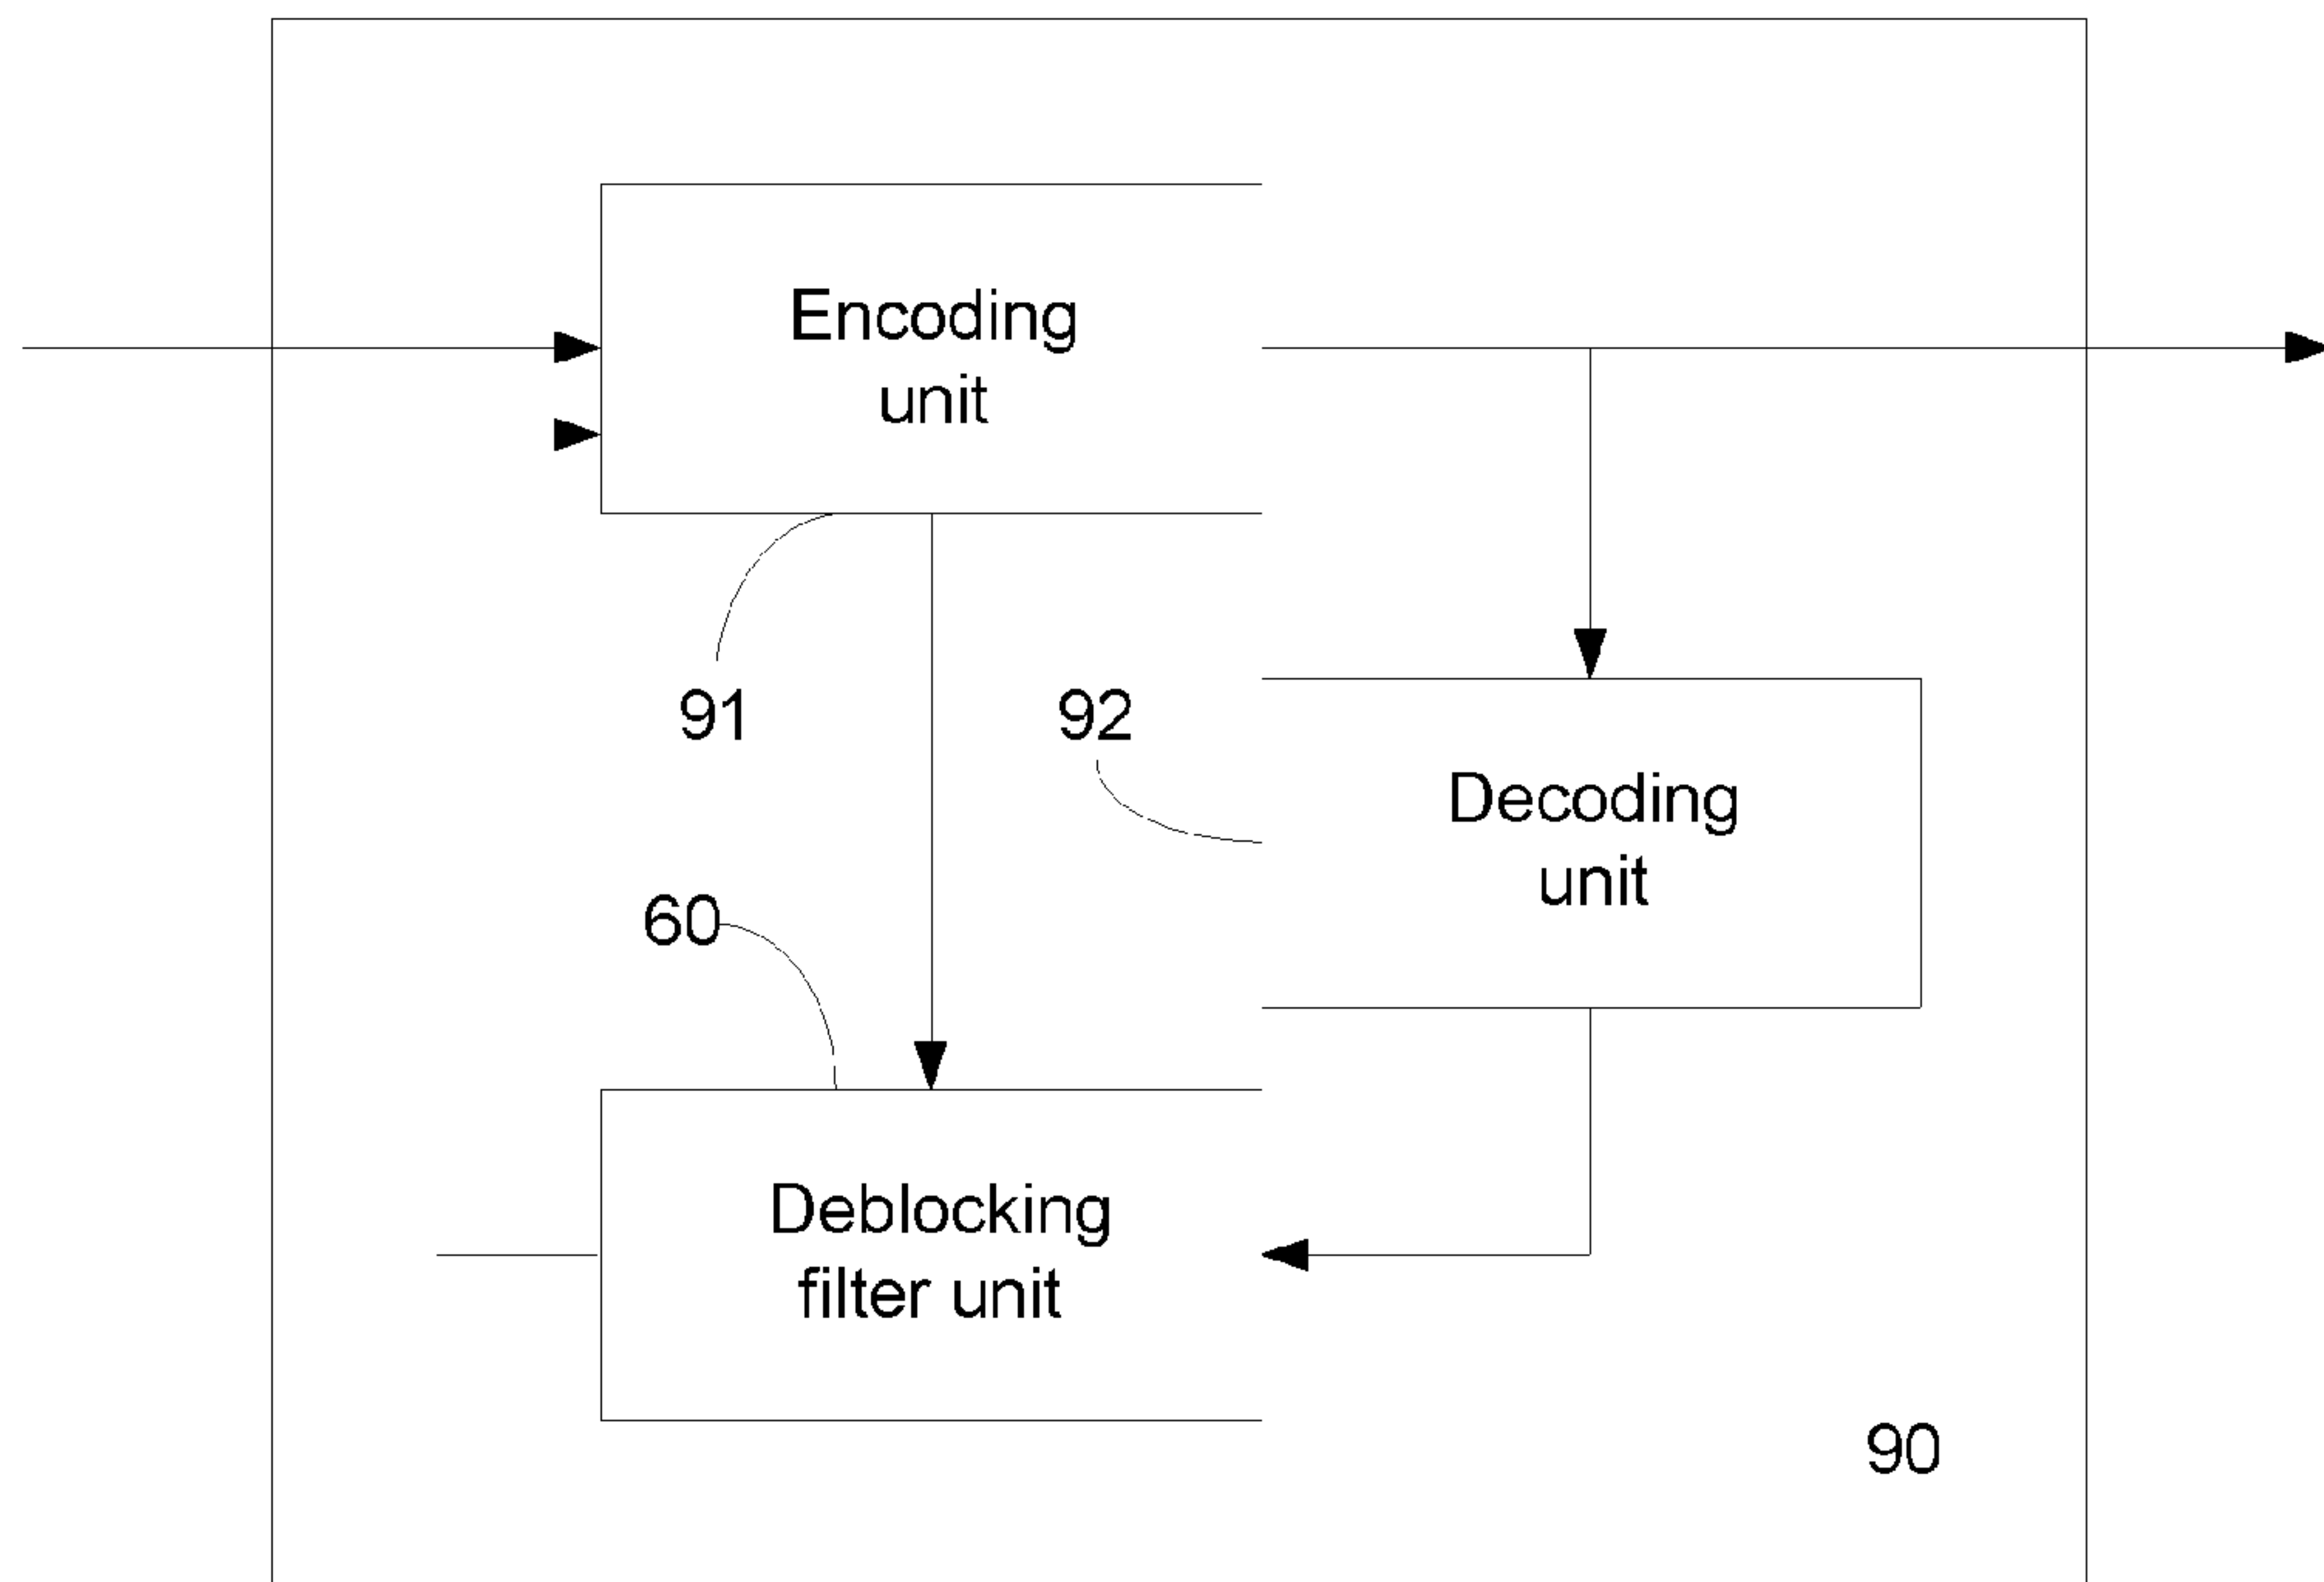 Encoding
unit
91
92
Decoding
unit
60
Deblocking
filter unit
90